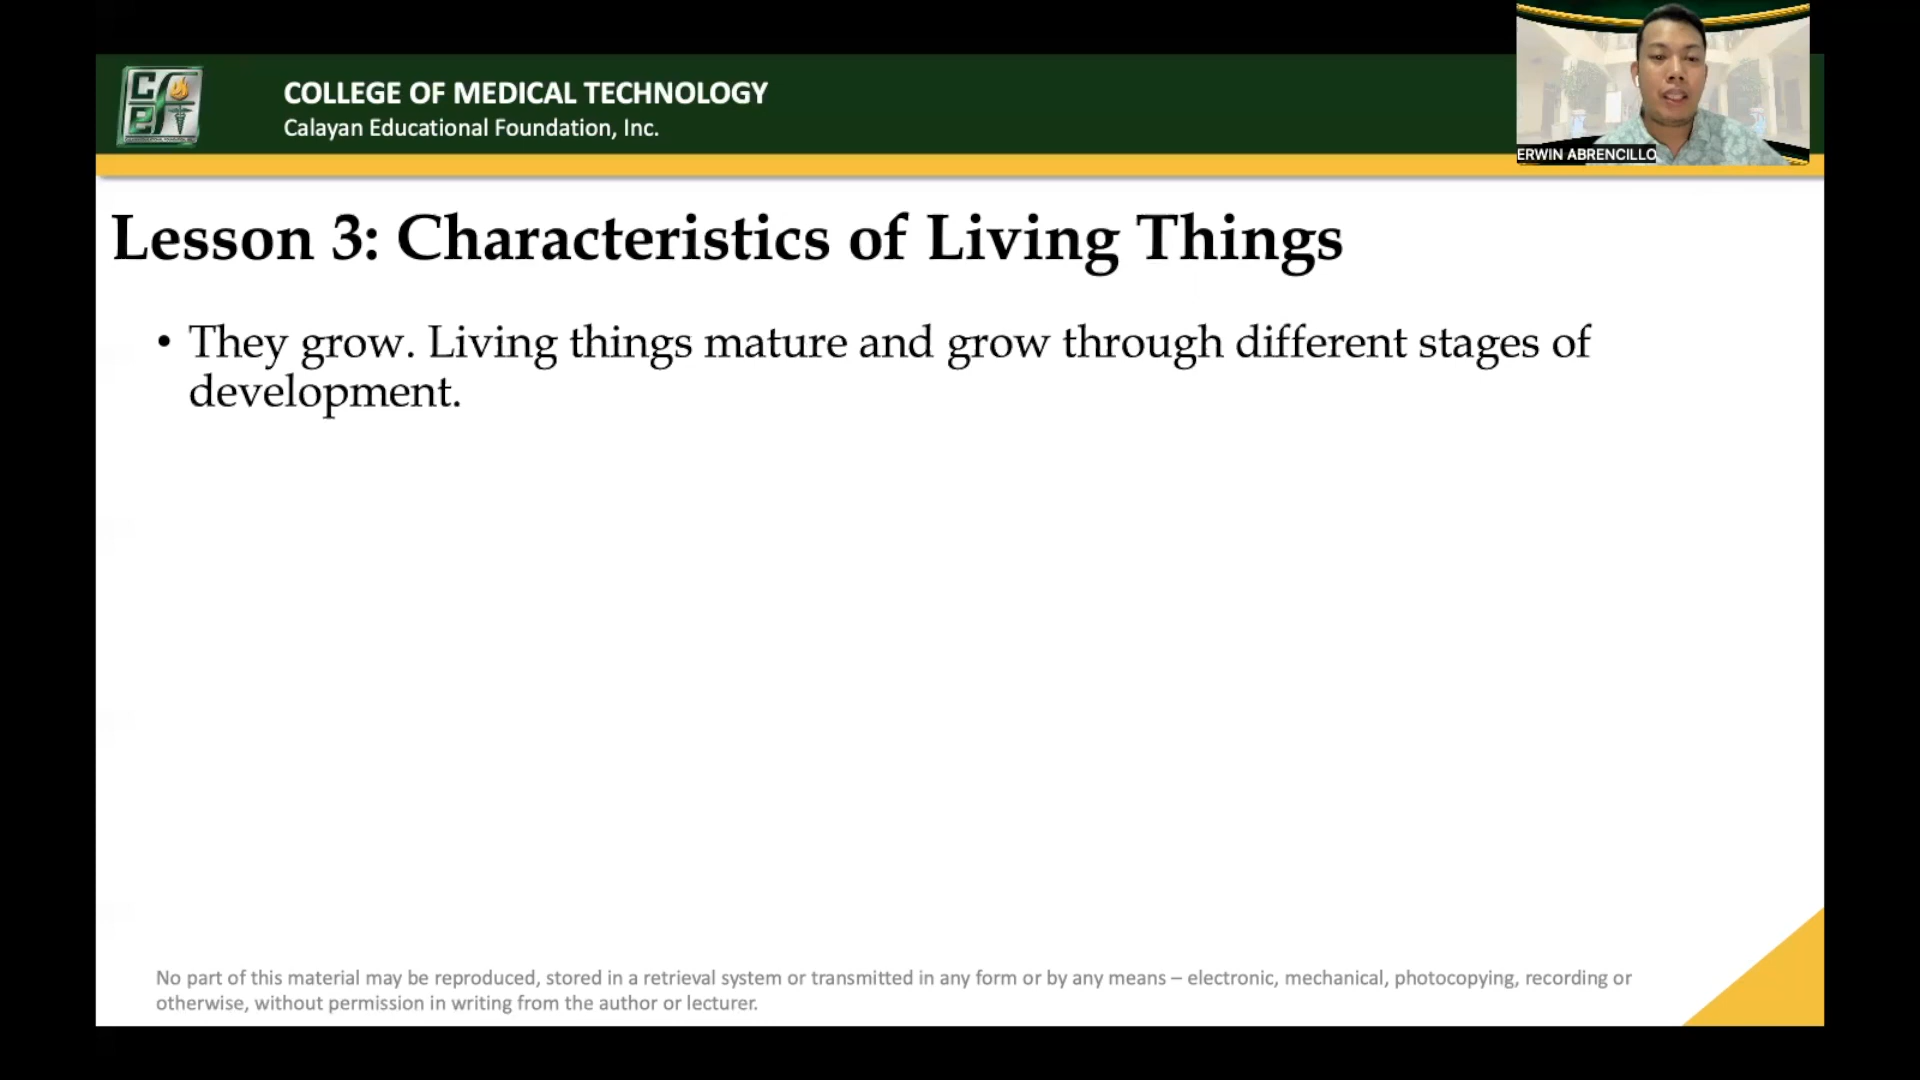 COLLEGE OF MEDICAL TECHNOLOGY
Calayan Educational Foundation, Inc.
ERWIN ABRENCILLO
Lesson 3: Characteristics of Living Things
• They grow. Living things mature and grow through different stages of
development.
No part of this material may be reproduced, stored in a retrieval system or transmitted in any form or by any means – electronic, mechanical, photocopying, recording or
otherwise, without permission in writing from the author or lecturer.